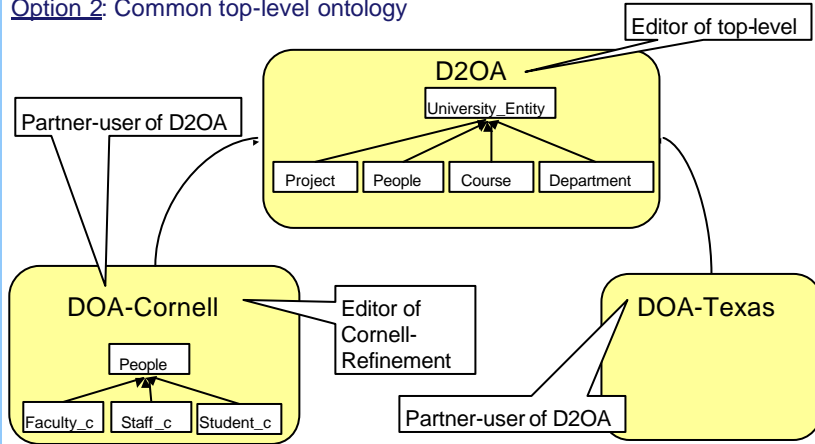 Option 2: Common top-level ontology
Editor of top-level
D2OA
University_Entity
Partner-user of D2OA
Project
People
Course
Department
DOA-Cornell
Editor of
Cornell-
Refinement
DOA-Texas
People
Faculty_c
Staff_c
Student_c
Partner-user of D2OA